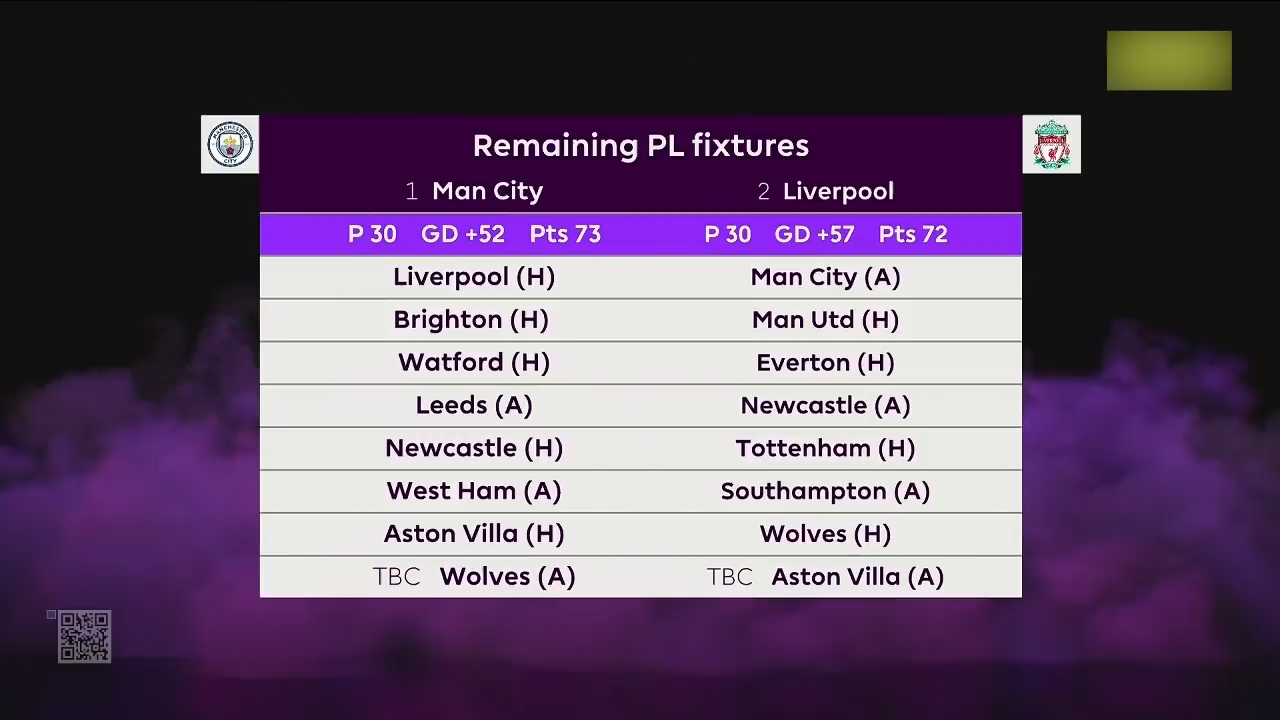 Remaining PL fixtures
1 Man City 2 Liverpool
P 30 GD +52 Pts 73 P 30 GD +57 Pts 72
Liverpool (H) Man City (A)
Brighton (H) Man Utd (H)
Watford (H) Everton (H)
Leeds (A) Newcastle (A)
Newcastle (H) Tottenham (H)
West Ham (A) Southampton (A)
Aston Villa (H) Wolves (H)
TBC Wolves (A) TBC Aston Villa (A)